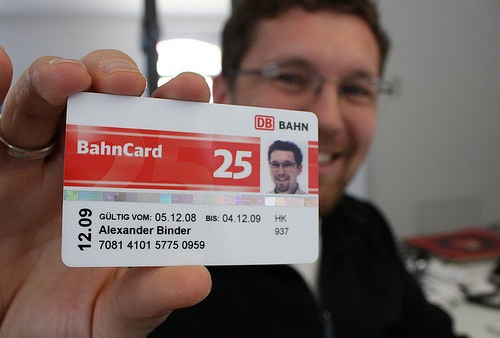 DB BAHN
BahnCard 25
12.09
GÜLTIG VOM: 05.12.08 BIS: 04.12.09 HK
Alexander Binder 937
7081 4101 5775 0959